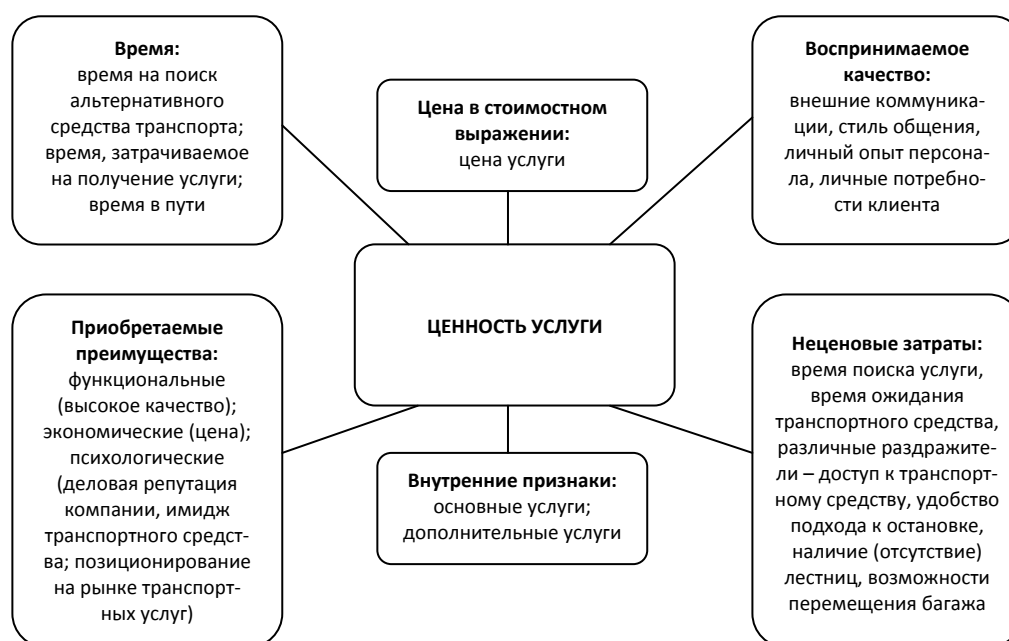 Время:
время на поиск
альтернативного
средства транспорта;
время, затрачиваемое
на получение услуги;
время в пути
Цена в стоимостном
выражении:
цена услуги
Воспринимаемое
качество:
внешние коммуника-
ции, стиль общения,
личный опыт персона-
ла, личные потребно-
сти клиента
ЦЕННОСТЬ УСЛУГИ
Приобретаемые
преимущества:
функциональные
(высокое качество);
экономические (цена);
психологические
(деловая репутация
компании, имидж
транспортного средст-
ва; позиционирование
на рынке транспорт-
ных услуг)
Внутренние признаки:
основные услуги;
дополнительные услуги
Неценовые затраты:
время поиска услуги,
время ожидания
транспортного средства,
различные раздражите-
ли – доступ к транспорт-
ному средству, удобство
подхода к остановке,
наличие (отсутствие)
лестниц, возможности
перемещения багажа